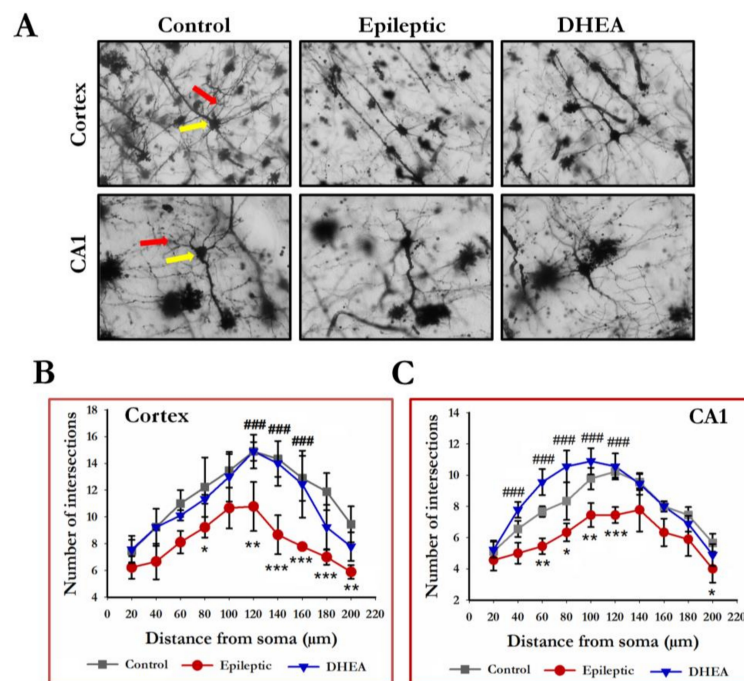 A
Control Epileptic DHEA
Cortex
CA1
B
Cortex
Number of intersections
18
16
14
12
10
8
6
4
### ### ###
* ** *** *** *** **
0 20 40 60 80 100 120 140 160 180 200 220
Distance from soma (µm)
Control Epileptic DHEA
C
CA1
Number of intersections
14
12
10
8
6
4
2
### ### ### ### ###
** * ** *** *
0 20 40 60 80 100 120 140 160 180 200 220
Distance from soma (µm)
Control Epileptic DHEA